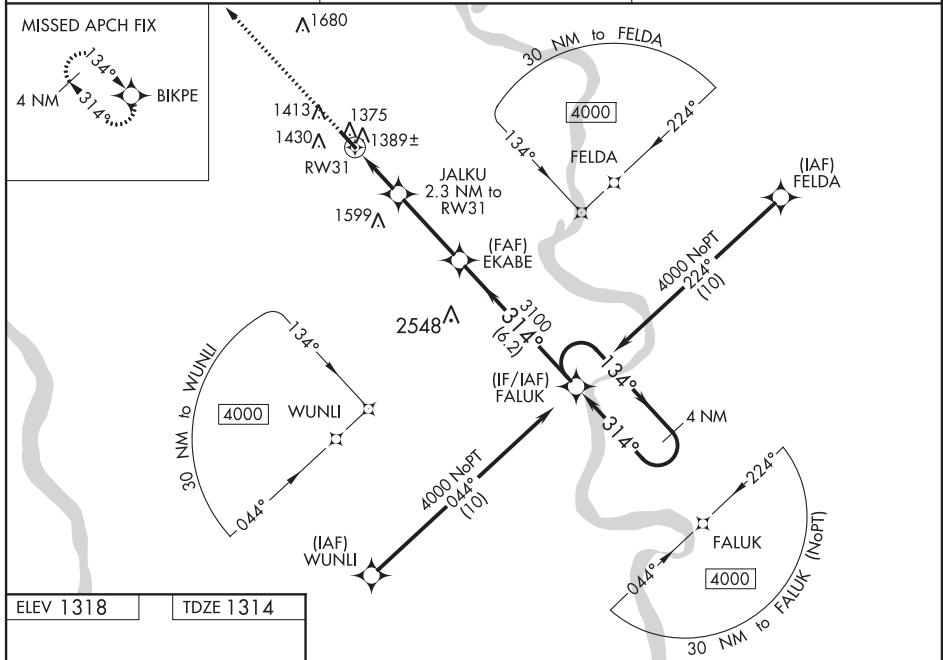 MISSED APCH FIX
134°
4 NM
314°
BIKPE
1680
1413
1375
1430
1389±
RW31
JALKU
2.3 NM to
RW31
1599
(FAF)
EKABE
2548
3100
314°
(6.2)
(IF/IAF)
FALUK
134°
314°
4 NM
30 NM to FELDA
4000
134°
224°
FELDA
(IAF)
FELDA
4000 NoPT
224°
(10)
30 NM to WUNLI
134°
4000
WUNLI
044°
4000 NoPT
044°
(10)
(IAF)
WUNLI
224°
FALUK
044°
4000
30 NM to FALUK (NoPT)
ELEV 1318
TDZE 1314